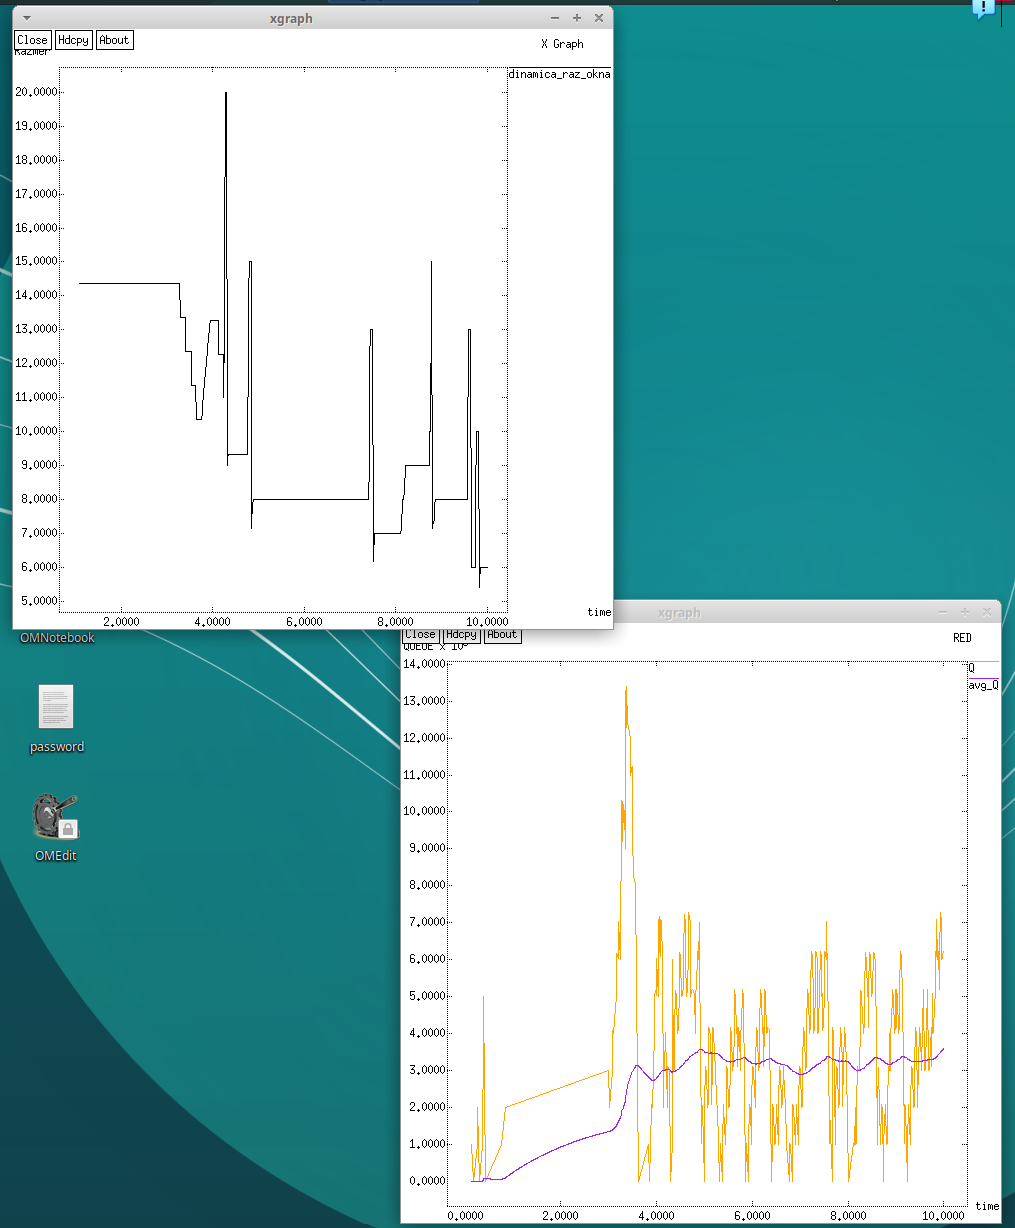 xgraph
Close Hdcpy About
X Graph
Razmer
dinamica_raz_okna
20.0000
19.0000
18.0000
17.0000
16.0000
15.0000
14.0000
13.0000
12.0000
11.0000
10.0000
9.0000
8.0000
7.0000
6.0000
5.0000
2.0000 4.0000 6.0000 8.0000 10.0000
time
OMNotebook
password
OMEdit
xgraph
Close Hdcpy About
RED
QUEUE x 10
Q
avg_Q
14.0000
13.0000
12.0000
11.0000
10.0000
9.0000
8.0000
7.0000
6.0000
5.0000
4.0000
3.0000
2.0000
1.0000
0.0000
0.0000 2.0000 4.0000 6.0000 8.0000 10.0000
time